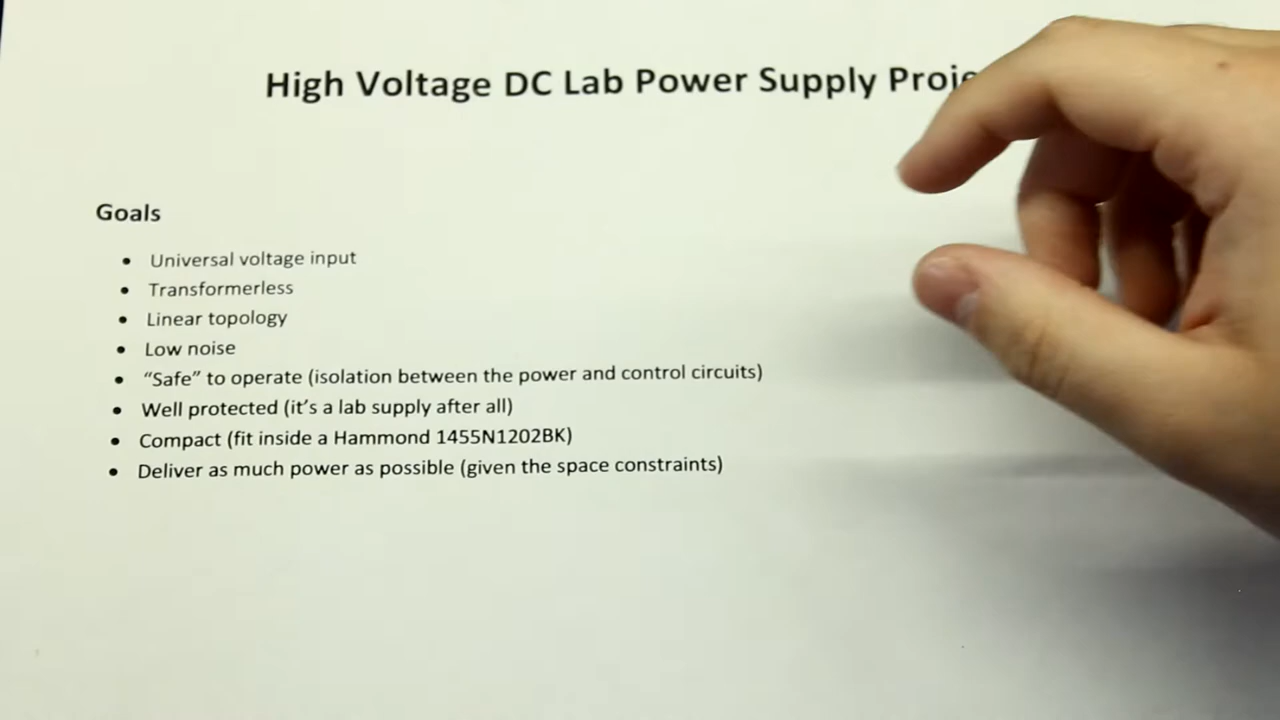 High Voltage DC Lab Power Supply
Goals
• Universal voltage input
• Transformerless
• Linear topology
• Low noise
• “Safe” to operate (isolation between the power and control circuits)
• Well protected (it’s a lab supply after all)
• Compact (fit inside a Hammond 1455N1202BK)
• Deliver as much power as possible (given the space constraints)